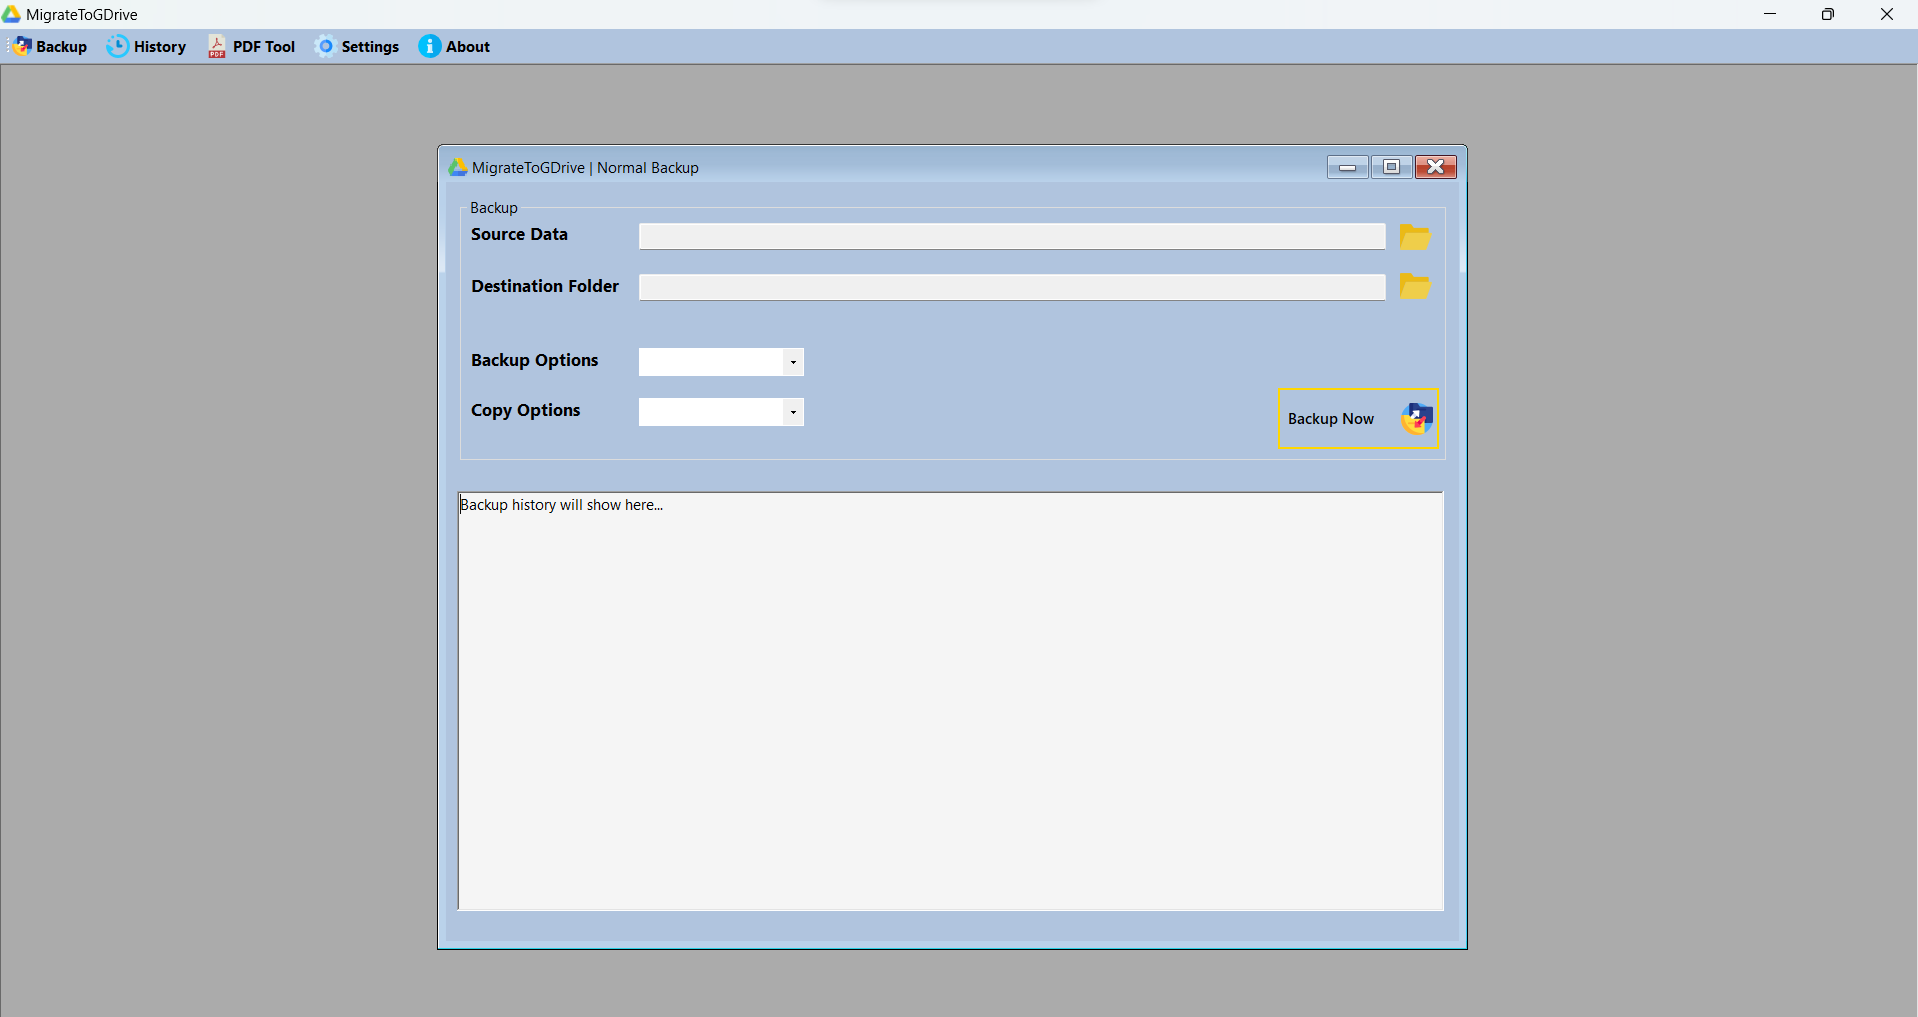 MigrateToGDrive
Backup History PDF Tool Settings About
MigrateToGDrive | Normal Backup
Backup
Source Data
Destination Folder
Backup Options
Copy Options
Backup Now
Backup history will show here...